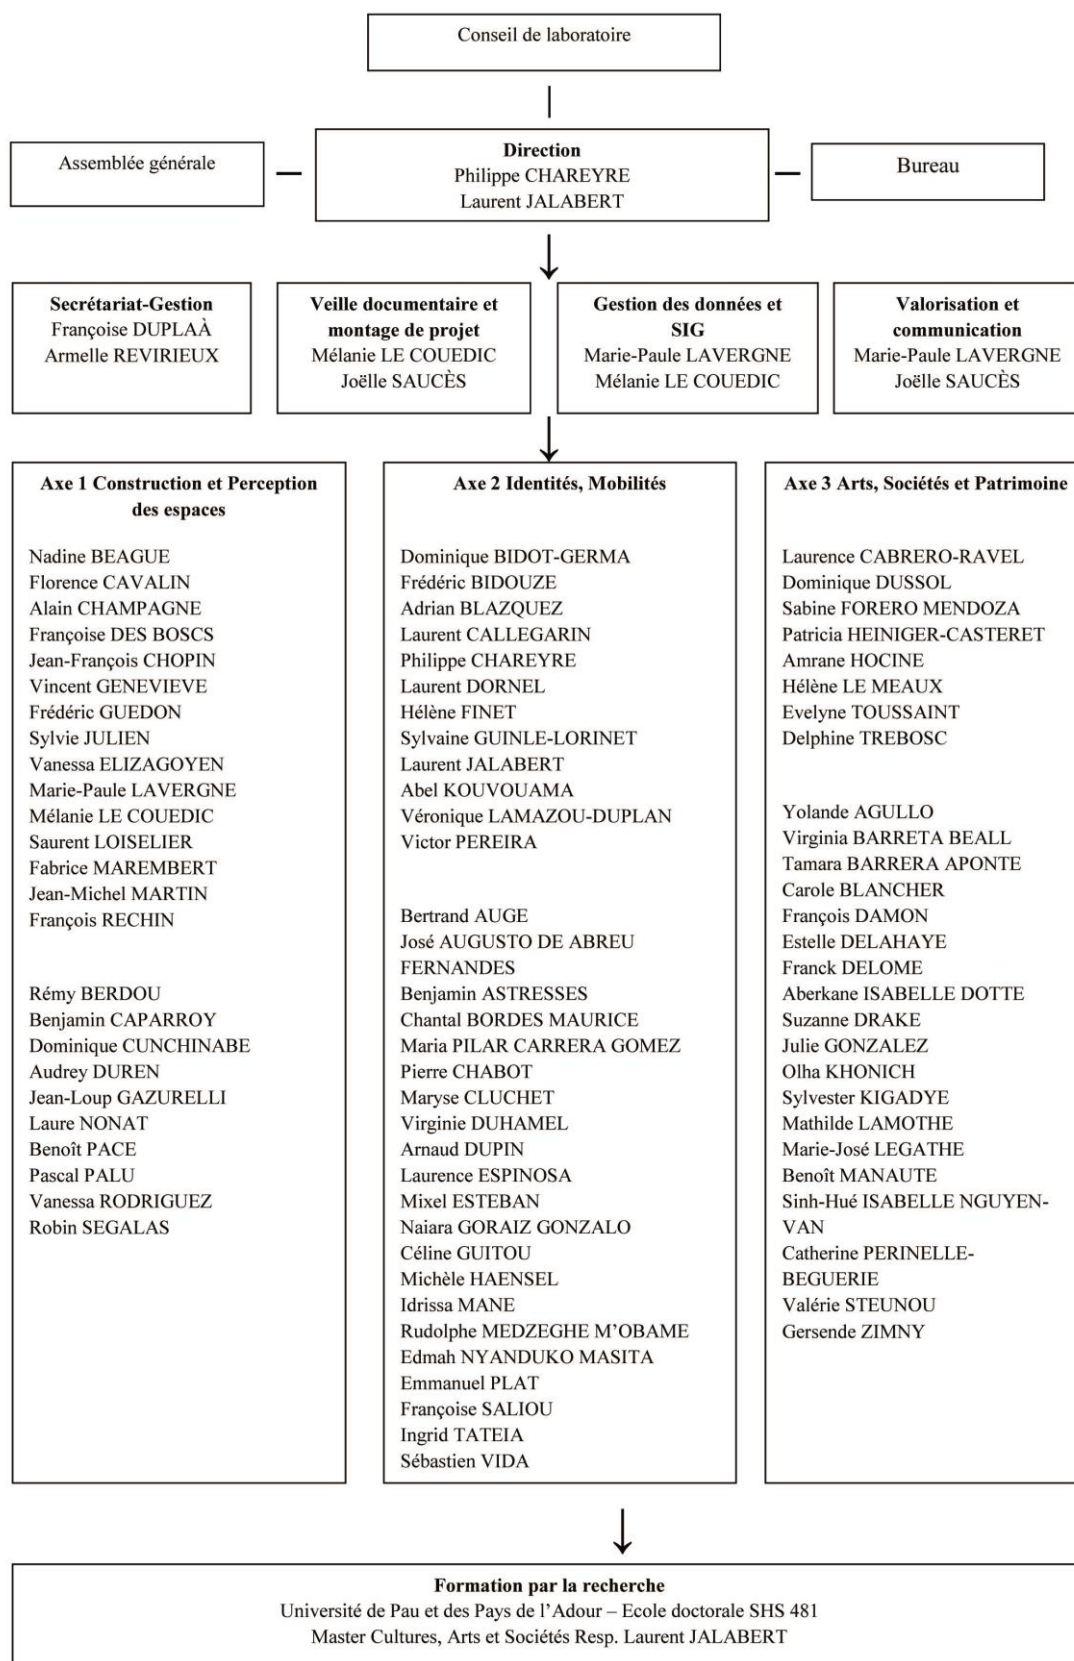 Conseil de laboratoire
Assemblée générale
Direction
Philippe CHAREYRE
Laurent JALABERT
Bureau
Secrétariat-Gestion
Françoise DUPLAÀ
Armelle REVIRIEUX
Veille documentaire et
montage de projet
Mélanie LE COUEDIC
Joëlle SAUCÈS
Gestion des données et
SIG
Marie-Paule LAVERGNE
Mélanie LE COUEDIC
Valorisation et
communication
Marie-Paule LAVERGNE
Joëlle SAUCÈS
Axe 1 Construction et Perception
des espaces
Nadine BEAGUE
Florence CAVALIN
Alain CHAMPAGNE
Françoise DES BOSCS
Jean-François CHOPIN
Vincent GENEVIEVE
Frédéric GUEDON
Sylvie JULIEN
Vanessa ELIZAGOYEN
Marie-Paule LAVERGNE
Mélanie LE COUEDIC
Saurent LOISELIER
Fabrice MAREMBERT
Jean-Michel MARTIN
François RECHIN
Rémy BERDOU
Benjamin CAPARROY
Dominique CUNCHINABE
Audrey DUREN
Jean-Loup GAZURELLI
Laure NONAT
Benoît PACE
Pascal PALU
Vanessa RODRIGUEZ
Robin SEGALAS
Axe 2 Identités, Mobilités
Dominique BIDOT-GERMA
Frédéric BIDOUZE
Adrian BLAZQUEZ
Laurent CALLEGARIN
Philippe CHAREYRE
Laurent DORNEL
Hélène FINET
Sylvaine GUINLE-LORINET
Laurent JALABERT
Abel KOUVOUAMA
Véronique LAMAZOU-DUPLAN
Victor PEREIRA
Bertrand AUGE
José AUGUSTO DE ABREU
FERNANDES
Benjamin ASTRESSES
Chantal BORDES MAURICE
Maria PILAR CARRERA GOMEZ
Pierre CHABOT
Maryse CLUCHET
Virginie DUHAMEL
Arnaud DUPIN
Laurence ESPINOSA
Mixel ESTEBAN
Naiara GORAIZ GONZALO
Céline GUITOU
Michèle HAENSEL
Idrissa MANE
Rudolphe MEDZEGHE M’OBAME
Edmah NYANDUKO MASITA
Emmanuel PLAT
Françoise SALIOU
Ingrid TATEIA
Sébastien VIDA
Axe 3 Arts, Sociétés et Patrimoine
Laurence CABRERO-RAVEL
Dominique DUSSOL
Sabine FORERO MENDOZA
Patricia HEINIGER-CASTERET
Amrane HOCINE
Hélène LE MEAUX
Evelyne TOUSSAINT
Delphine TREBOSC
Yolande AGULLO
Virginia BARRETA BEALL
Tamara BARRERA APONTE
Carole BLANCHER
François DAMON
Estelle DELAHAYE
Franck DELOME
Aberkane ISABELLE DOTTE
Suzanne DRAKE
Julie GONZALEZ
Olha KHONICH
Sylvester KIGADYE
Mathilde LAMOTHE
Marie-José LEGATHE
Benoît MANAUTE
Sinh-Hué ISABELLE NGUYEN-
VAN
Catherine PERINELLE-
BEGUERIE
Valérie STEUNOU
Gersende ZIMNY
Formation par la recherche
Université de Pau et des Pays de l’Adour – Ecole doctorale SHS 481
Master Cultures, Arts et Sociétés Resp. Laurent JALABERT